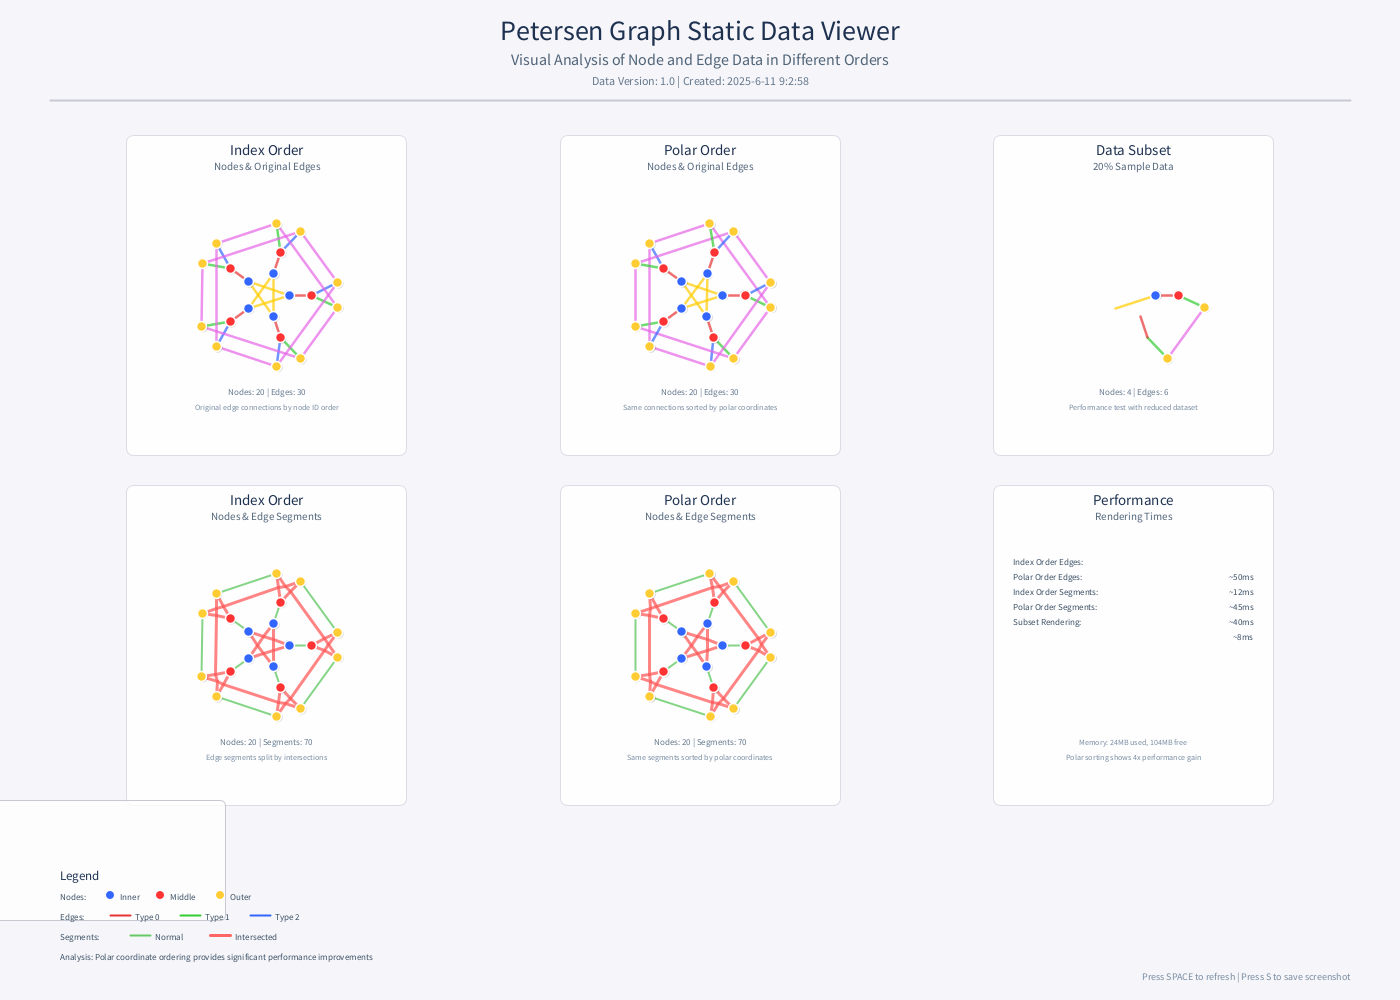 Petersen Graph Static Data Viewer
Visual Analysis of Node and Edge Data in Different Orders
Data Version: 1.0 | Created: 2025-6-11 9:2:58
Index Order
Nodes & Original Edges
Nodes: 20 | Edges: 30
Original edge connections by node ID order
Polar Order
Nodes & Original Edges
Nodes: 20 | Edges: 30
Same connections sorted by polar coordinates
Data Subset
20% Sample Data
Nodes: 4 | Edges: 6
Performance test with reduced dataset
Index Order
Nodes & Edge Segments
Nodes: 20 | Segments: 70
Edge segments split by intersections
Polar Order
Nodes & Edge Segments
Nodes: 20 | Segments: 70
Same segments sorted by polar coordinates
Performance
Rendering Times
Index Order Edges:
Polar Order Edges: ~50ms
Index Order Segments: ~12ms
Polar Order Segments: ~45ms
Subset Rendering: ~40ms
~8ms
Memory: 24MB used, 104MB free
Polar sorting shows 4x performance gain
Legend
Nodes: Inner Middle Outer
Edges: Type 0 Type 1 Type 2
Segments: Normal Intersected
Analysis: Polar coordinate ordering provides significant performance improvements
Press SPACE to refresh | Press S to save screenshot